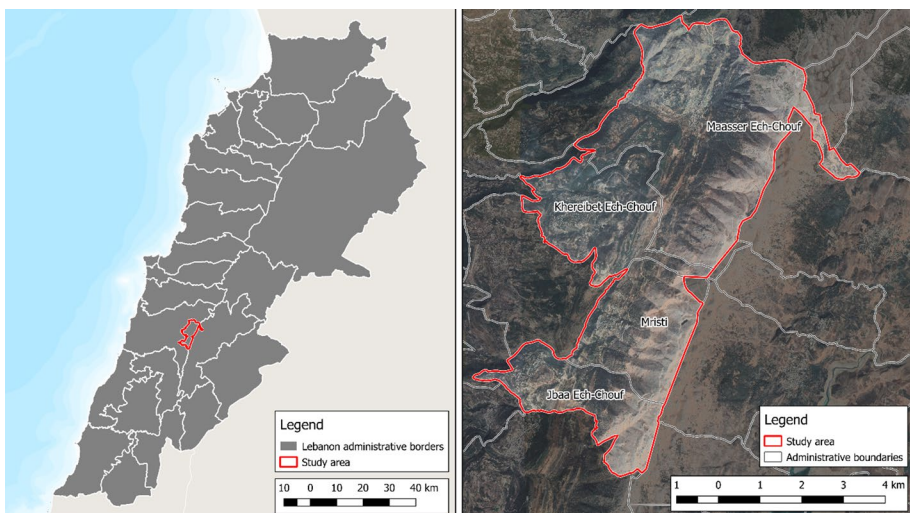 Legend
Lebanon administrative borders
Study area
10 0 10 20 30 40 km
Maasser Ech-Chouf
Khereibet Ech-Chouf
Mristi
Jbaa Ech-Chouf
Legend
Study area
Administrative boundaries
1 0 1 2 3 4 km